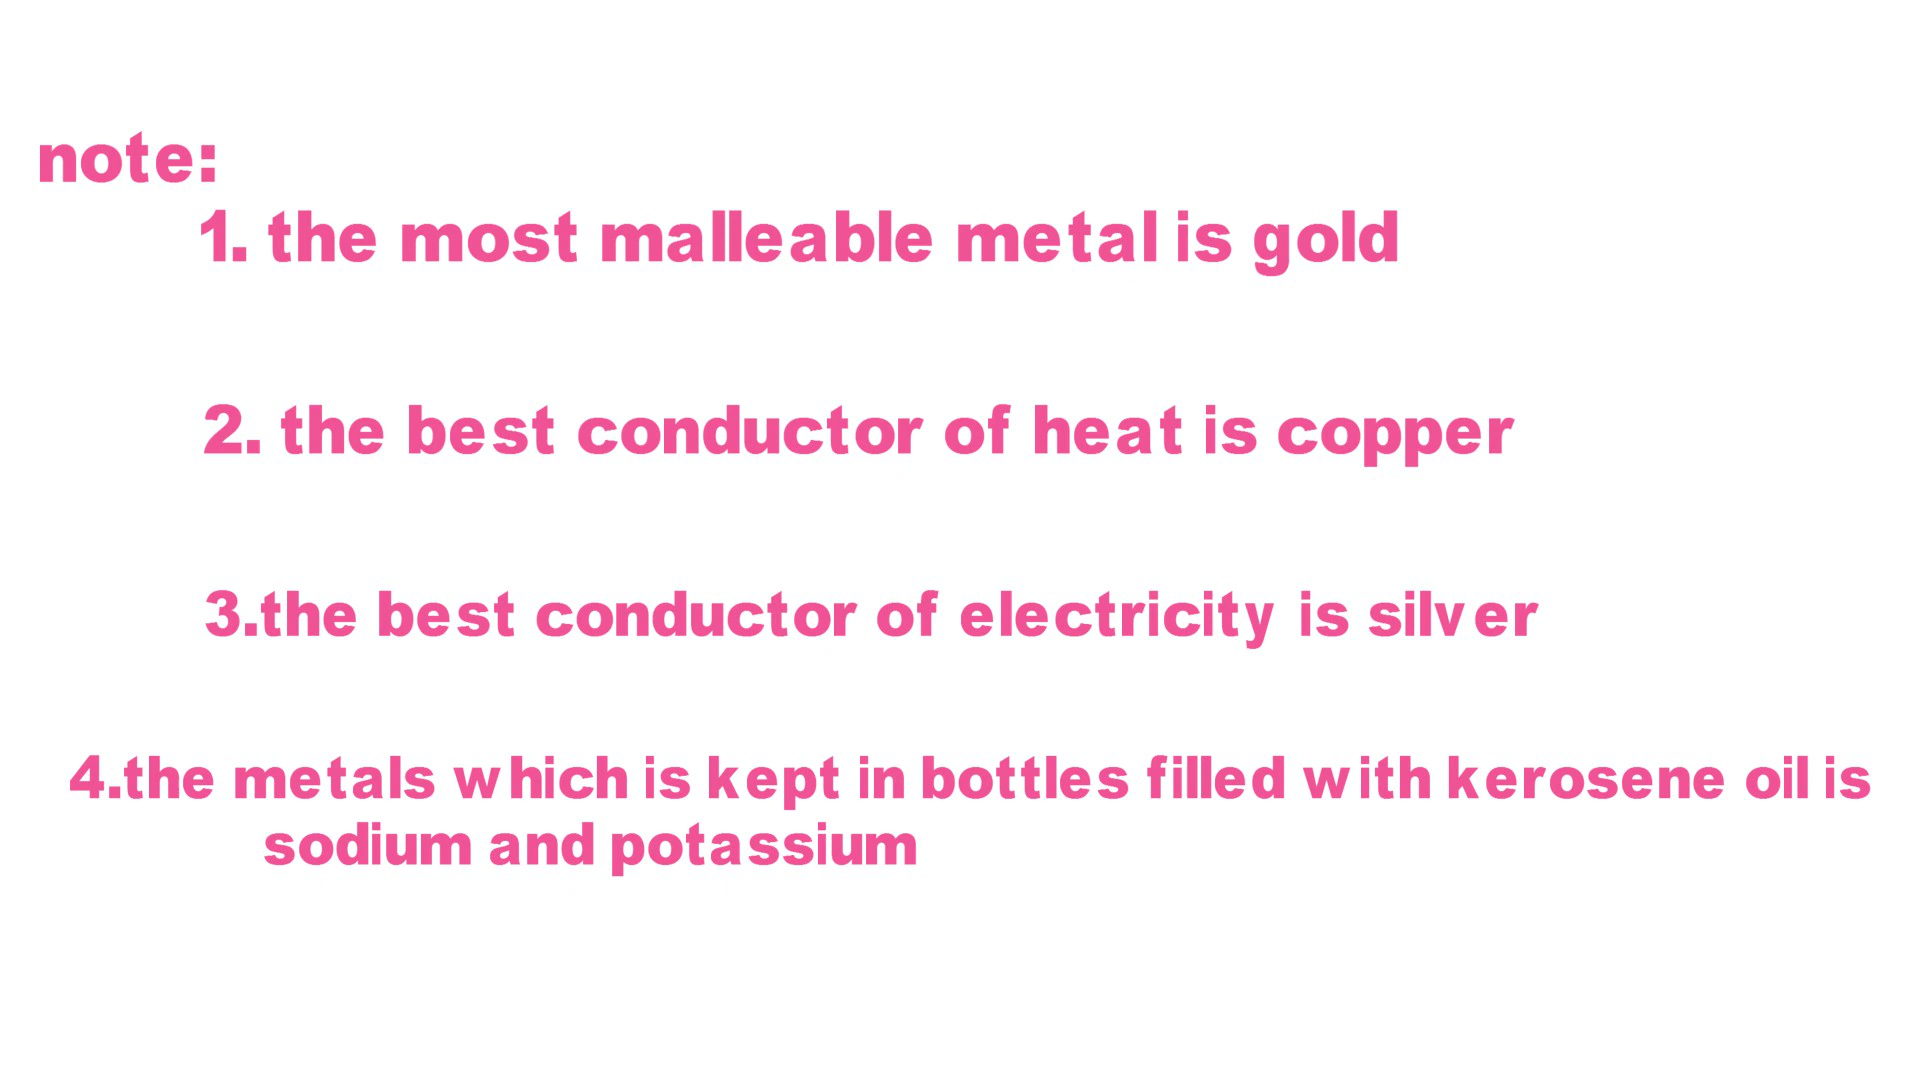 note:
1. the most malleable metal is gold
2. the best conductor of heat is copper
3.the best conductor of electricity is silver
4.the metals which is kept in bottles filled with kerosene oil is
sodium and potassium